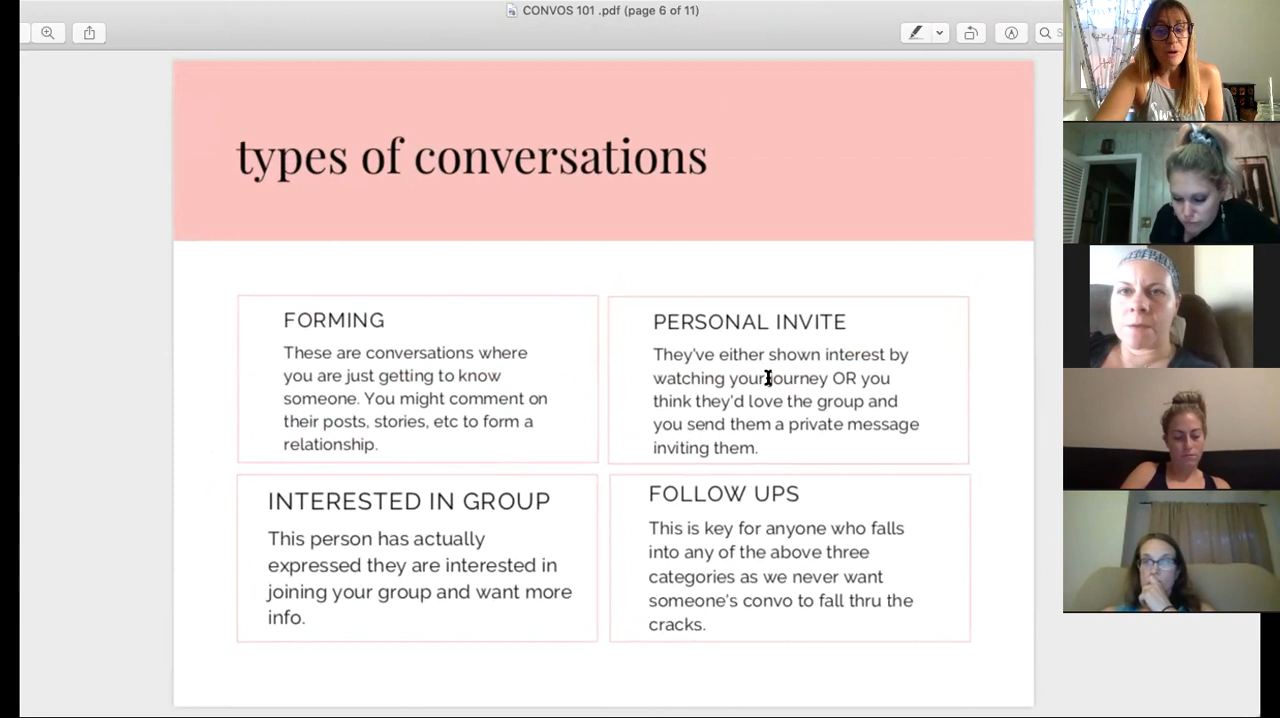 CONVOS 101 .pdf (page 6 of 11)
types of conversations
FORMING
These are conversations where
you are just getting to know
someone. You might comment on
their posts, stories, etc to form a
relationship.
PERSONAL INVITE
They've either shown interest by
watching your journey OR you
think they'd love the group and
you send them a private message
inviting them.
INTERESTED IN GROUP
This person has actually
expressed they are interested in
joining your group and want more
info.
FOLLOW UPS
This is key for anyone who falls
into any of the above three
categories as we never want
someone's convo to fall thru the
cracks.